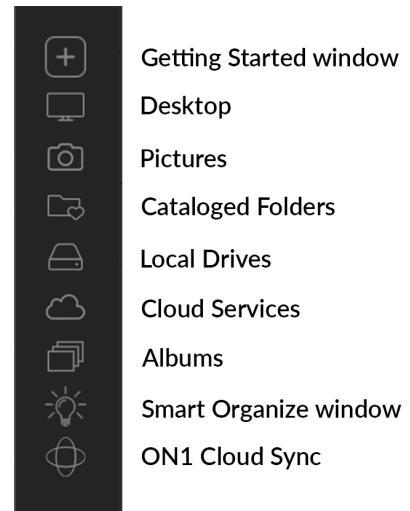 Getting Started window
Desktop
Pictures
Cataloged Folders
Local Drives
Cloud Services
Albums
Smart Organize window
ON1 Cloud Sync